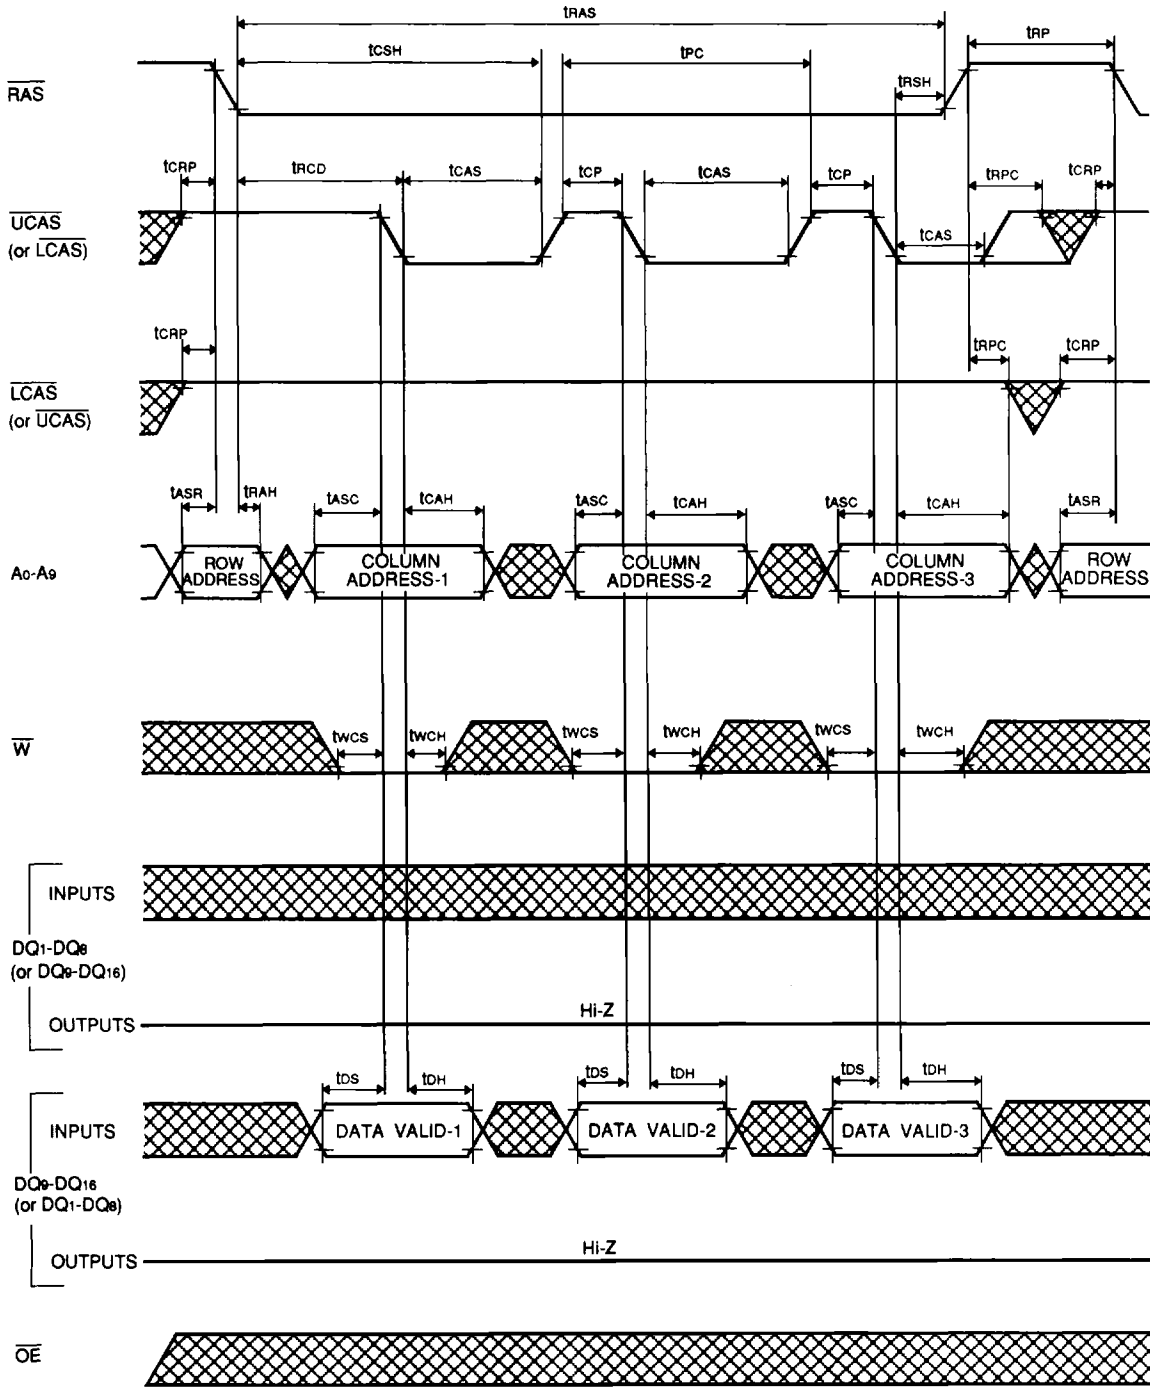 tRAS
tCSH
tPC
tRP
tRSH
RAS
tCRP
tRCD
tCAS
tCP
tCAS
tCP
tRPC
tCRP
UCAS
(or LCAS)
tCAS
tCRP
tRPC
tCRP
LCAS
(or UCAS)
tASR
tRAH
tASC
tCAH
tASC
tCAH
tASC
tCAH
tASR
A0-A9
ROW
ADDRESS
COLUMN
ADDRESS-1
COLUMN
ADDRESS-2
COLUMN
ADDRESS-3
ROW
ADDRESS
W
tWCS
tWCH
tWCS
tWCH
tWCS
tWCH
INPUTS
DQ1-DQ8
(or DQ9-DQ16)
Hi-Z
OUTPUTS
tDS
tDH
tDS
tDH
tDS
tDH
INPUTS
DATA VALID-1
DATA VALID-2
DATA VALID-3
DQ9-DQ16
(or DQ1-DQ8)
Hi-Z
OUTPUTS
OE